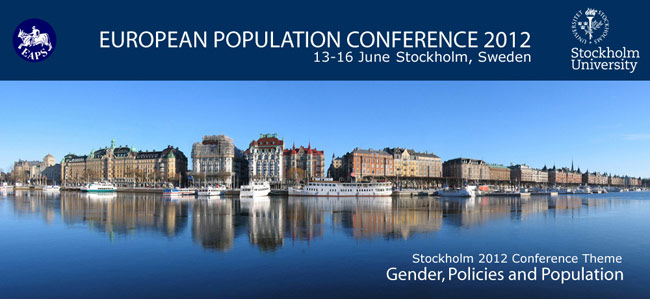 EAPS
EUROPEAN POPULATION CONFERENCE 2012
13-16 June Stockholm, Sweden
Stockholm
University
Stockholm 2012 Conference Theme
Gender, Policies and Population